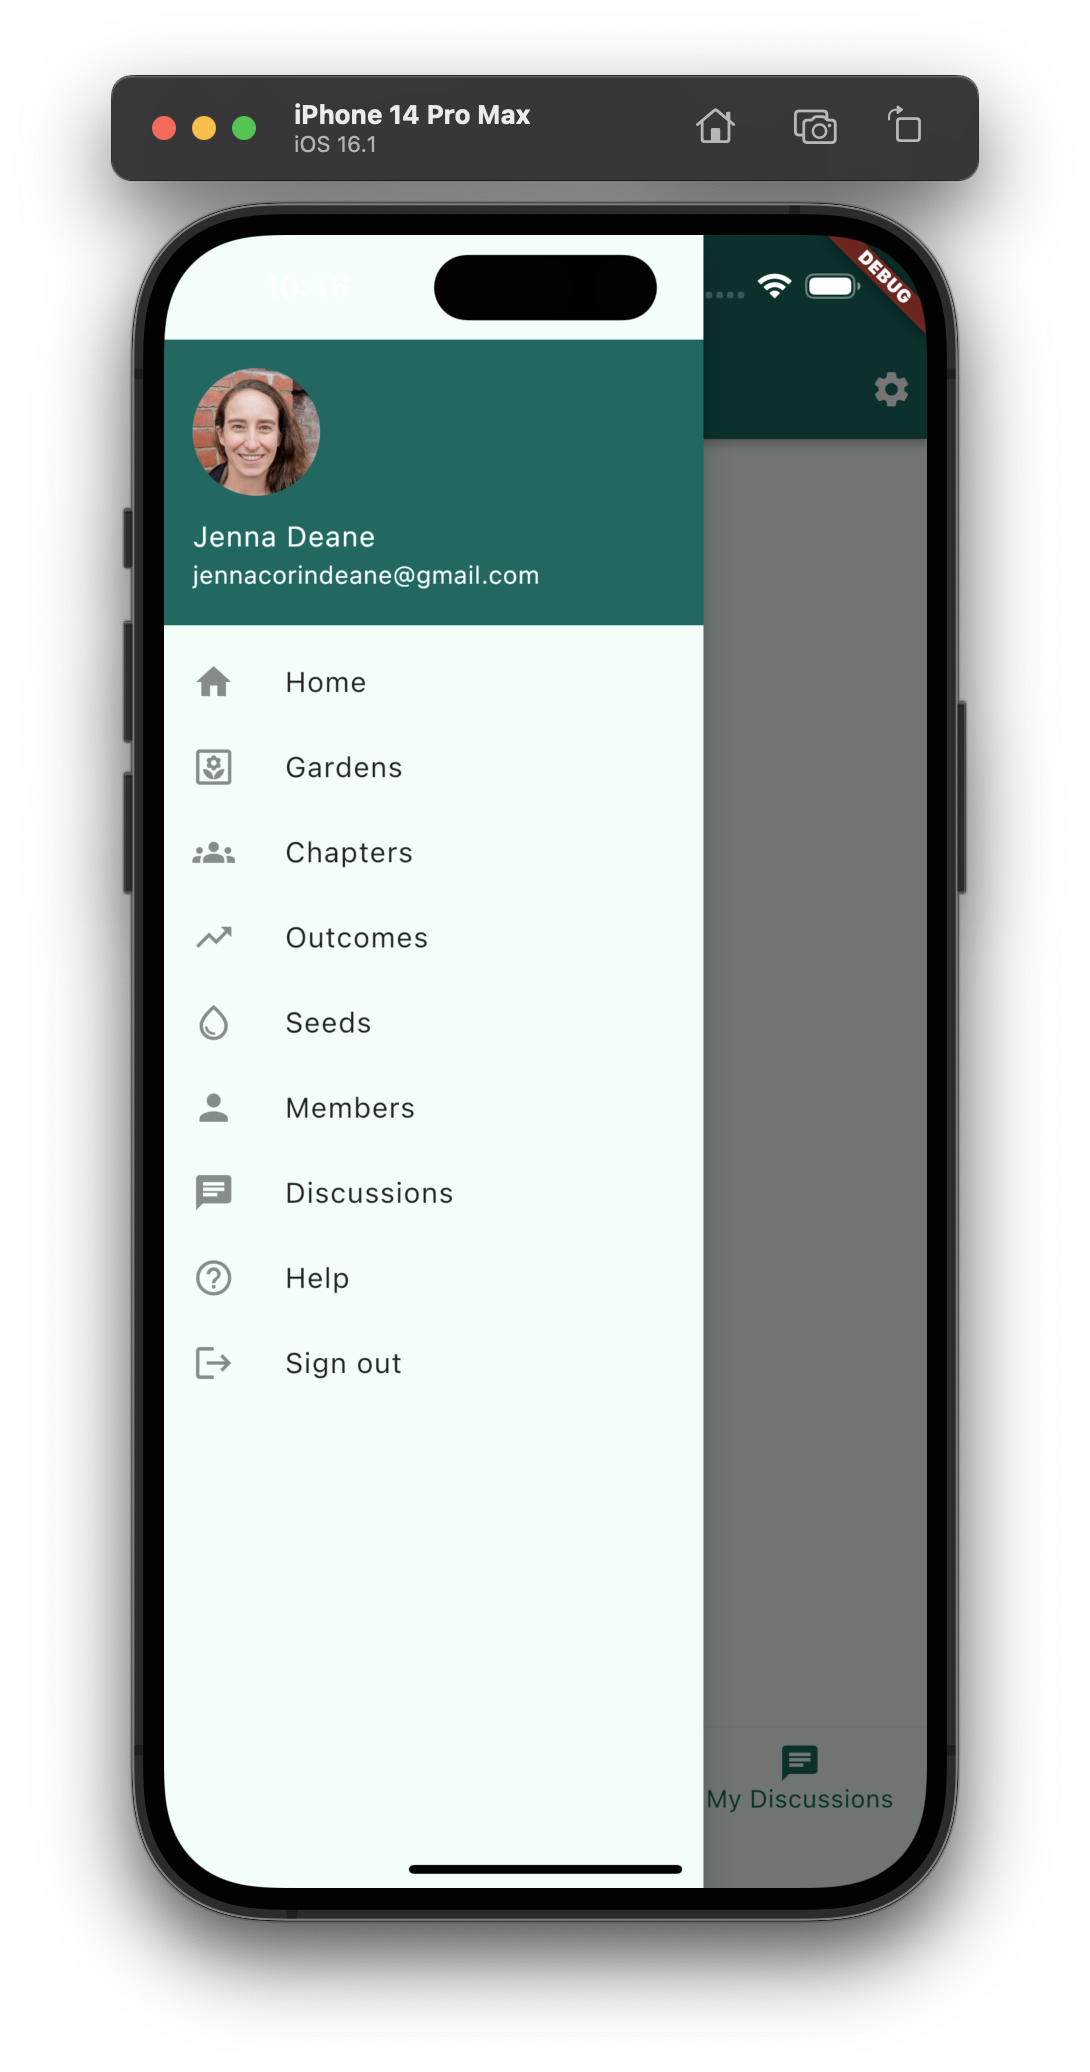 iPhone 14 Pro Max
iOS 16.1
10:46
DEBUG
Jenna Deane
jennacorindeane@gmail.com
Home
Gardens
Chapters
Outcomes
Seeds
Members
Discussions
Help
Sign out
My Discussions